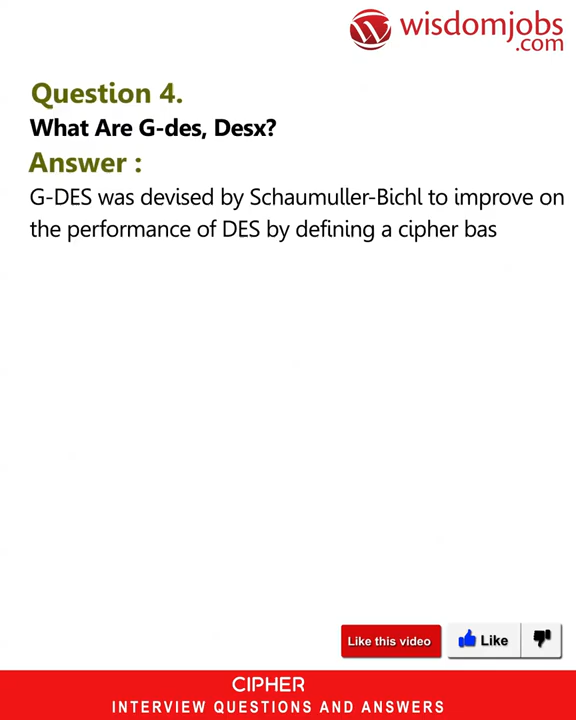 wisdomjobs
.com
Question 4.
What Are G-des, Desx?
Answer :
G-DES was devised by Schaumuller-Bichl to improve on
the performance of DES by defining a cipher bas
Like this video
Like
CIPHER
INTERVIEW QUESTIONS AND ANSWERS